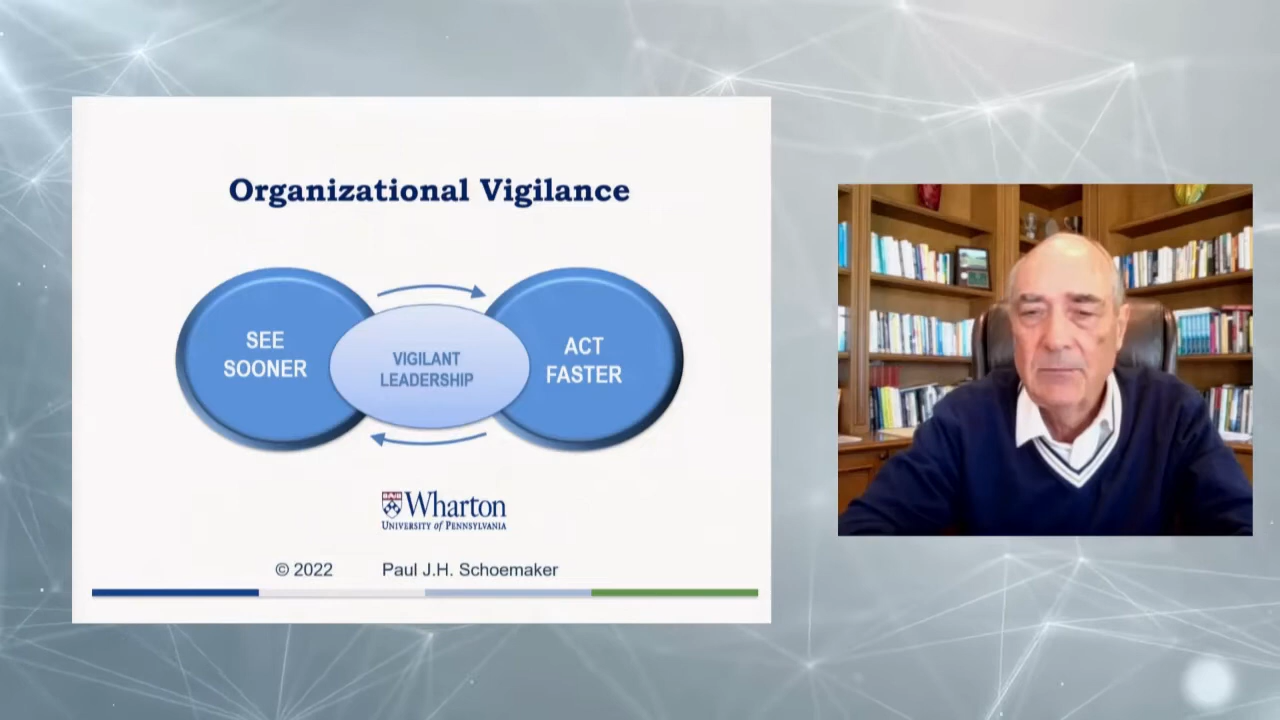 Organizational Vigilance
SEE
SOONER
VIGILANT
LEADERSHIP
ACT
FASTER
Wharton
UNIVERSITY of PENNSYLVANIA
© 2022 Paul J.H. Schoemaker